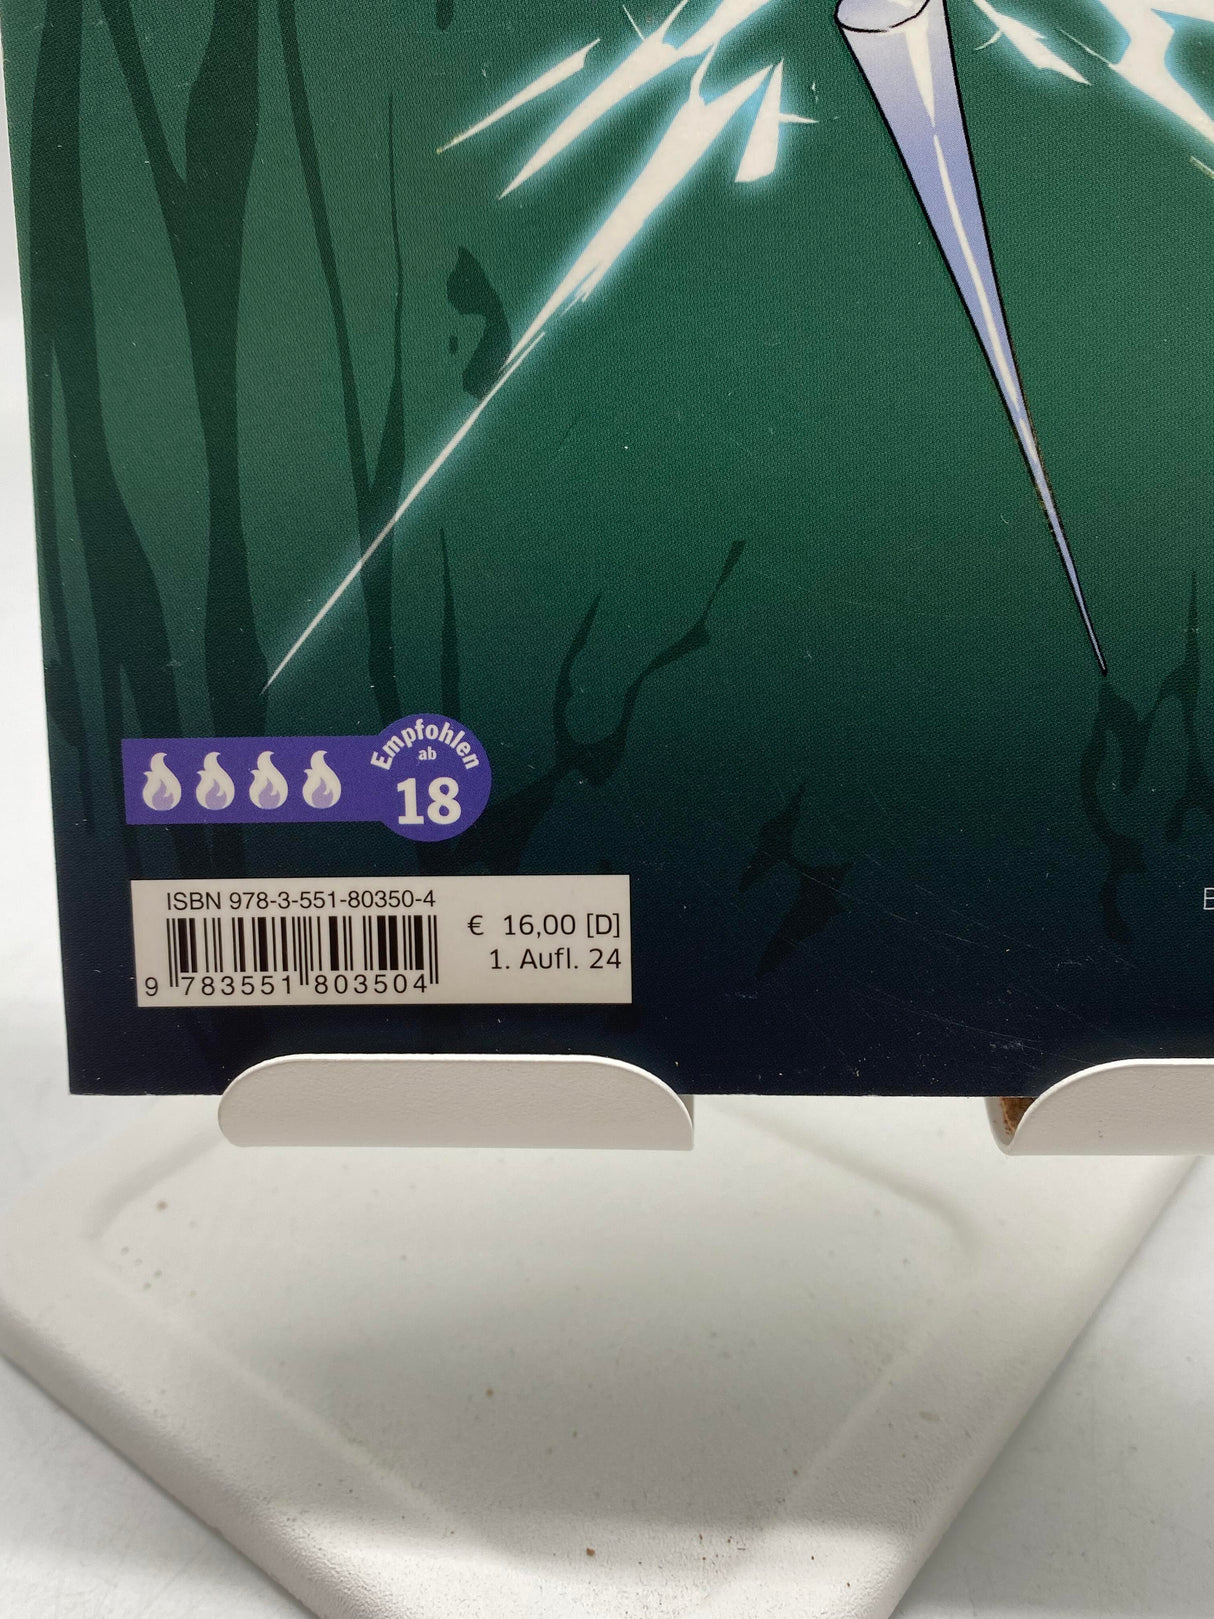 Empfohlen
ab
18
ISBN 978-3-551-80350-4
€ 16,00 [D]
1. Aufl. 24
9 783551 803504